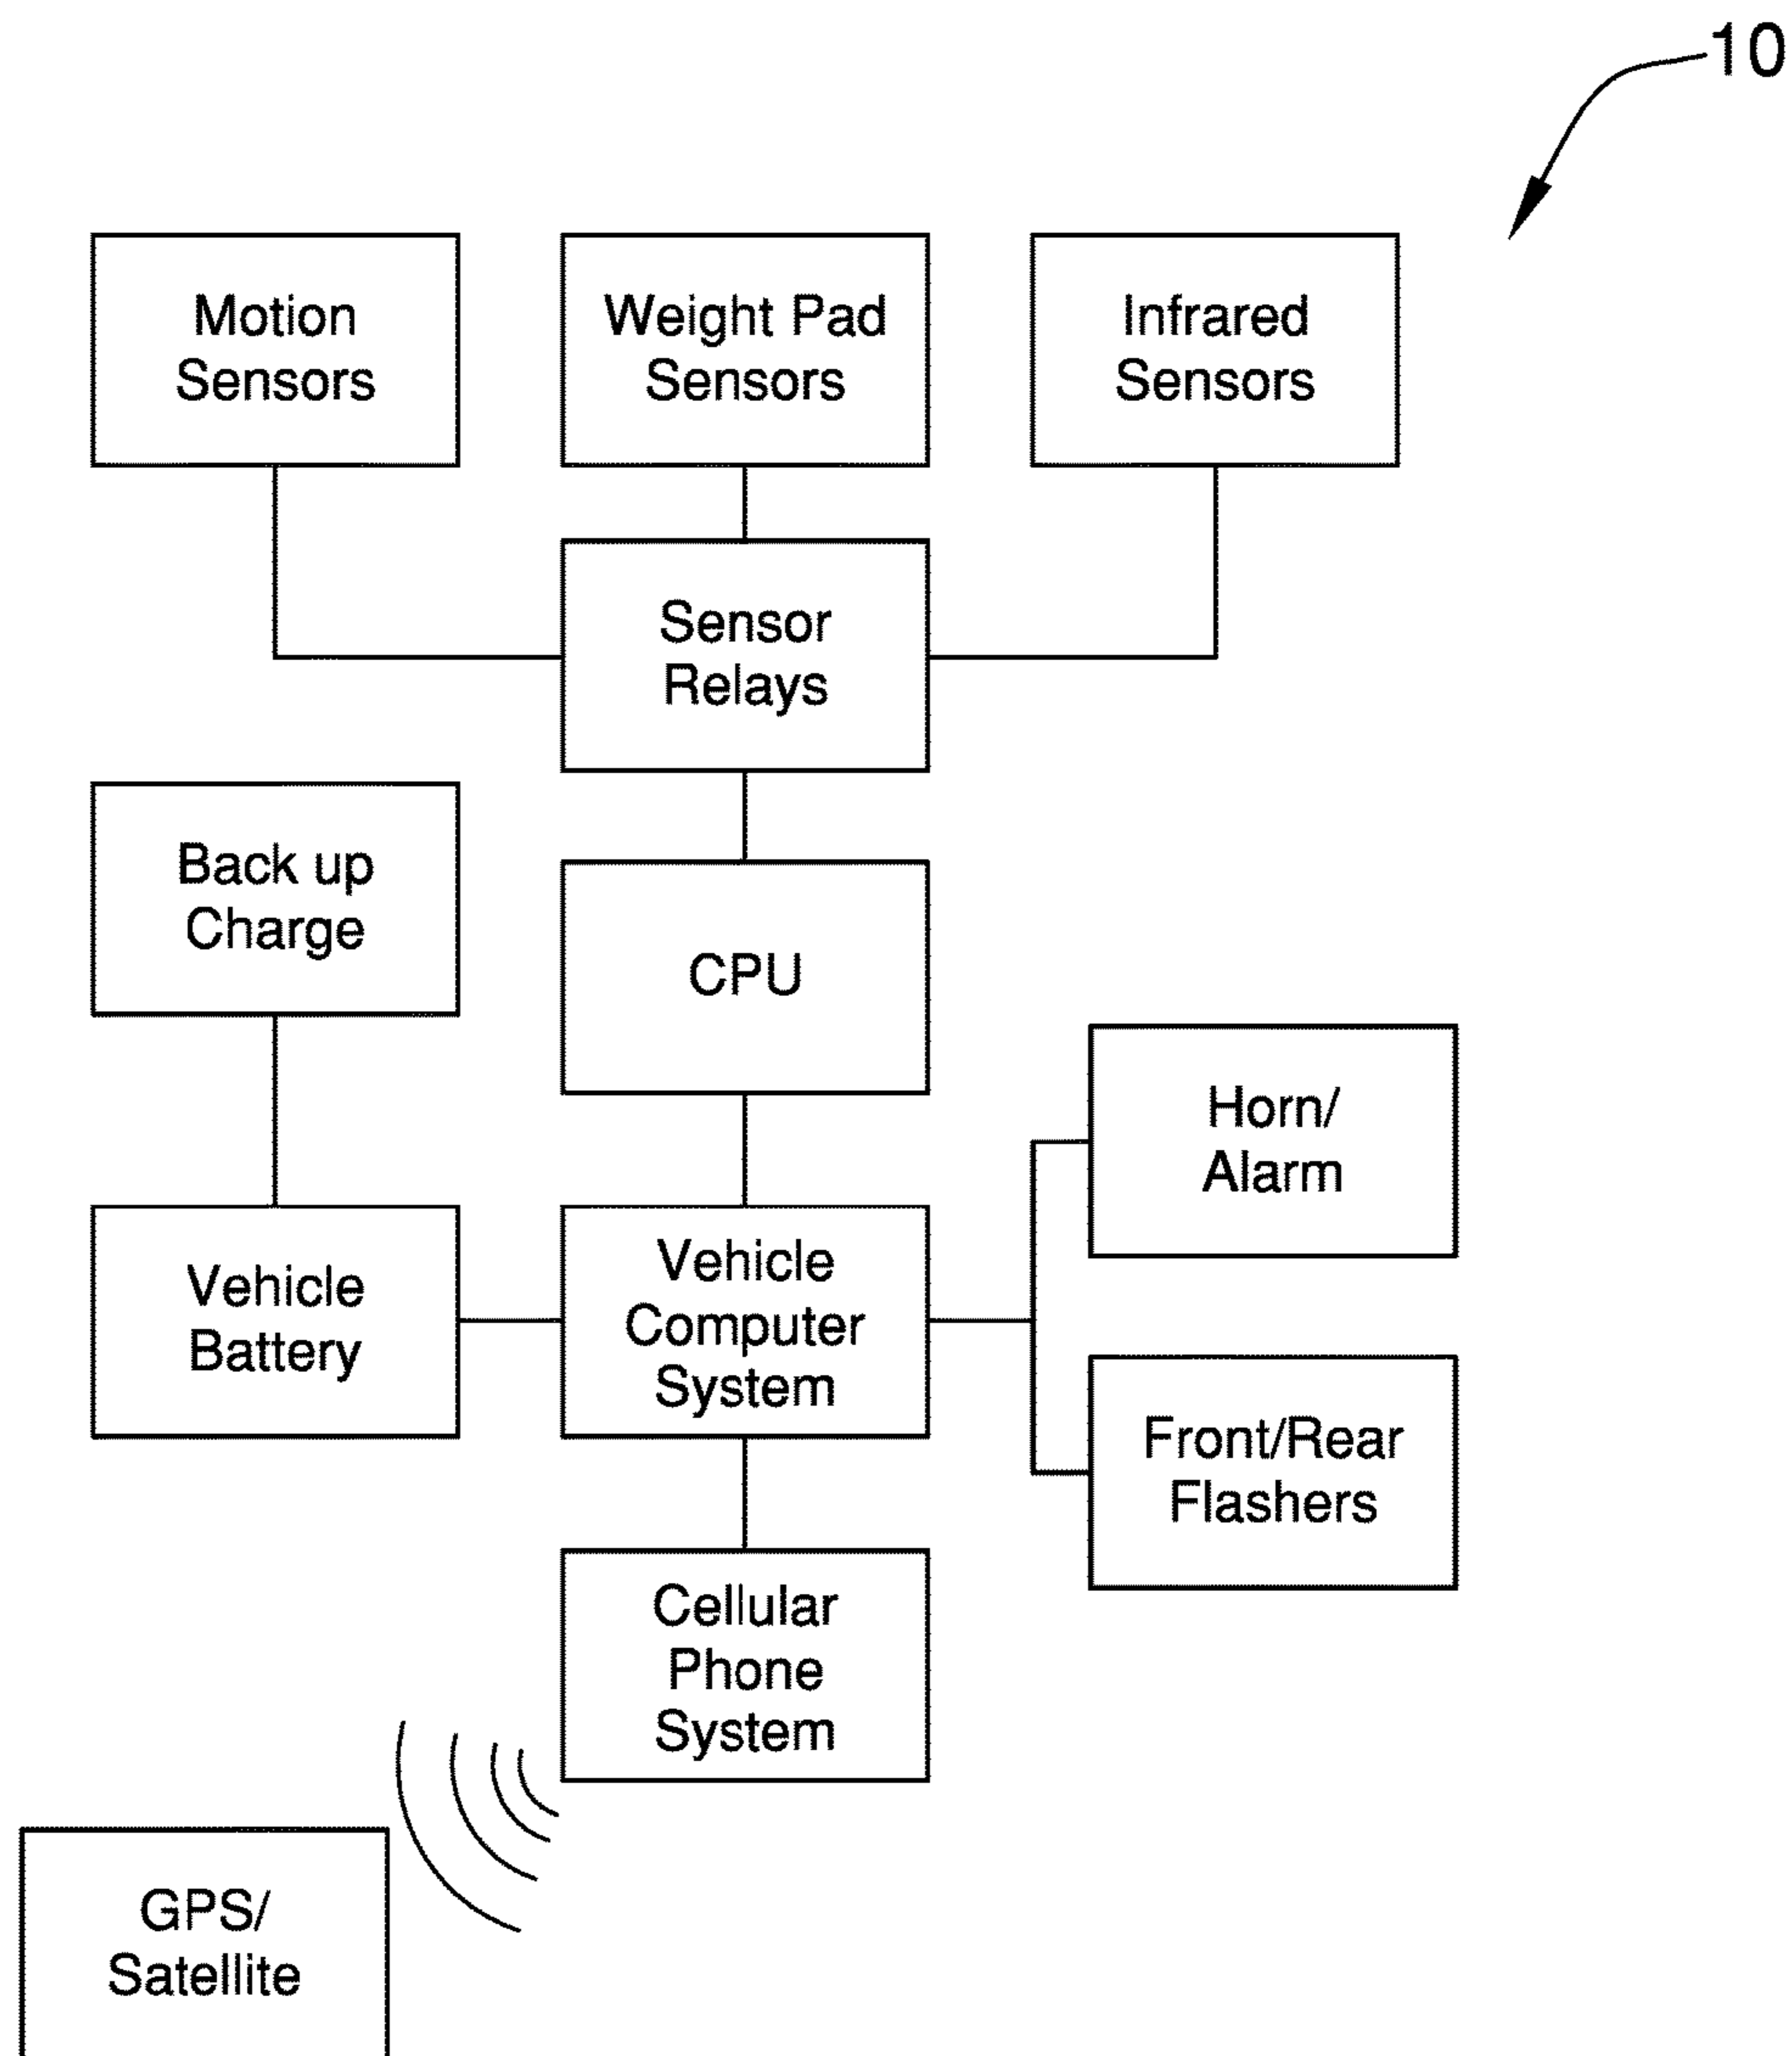 10
Motion
Sensors
Weight Pad
Sensors
Infrared
Sensors
Sensor
Relays
Back up
Charge
CPU
Horn/
Alarm
Vehicle
Battery
Vehicle
Computer
System
Front/Rear
Flashers
Cellular
Phone
System
GPS/
Satellite